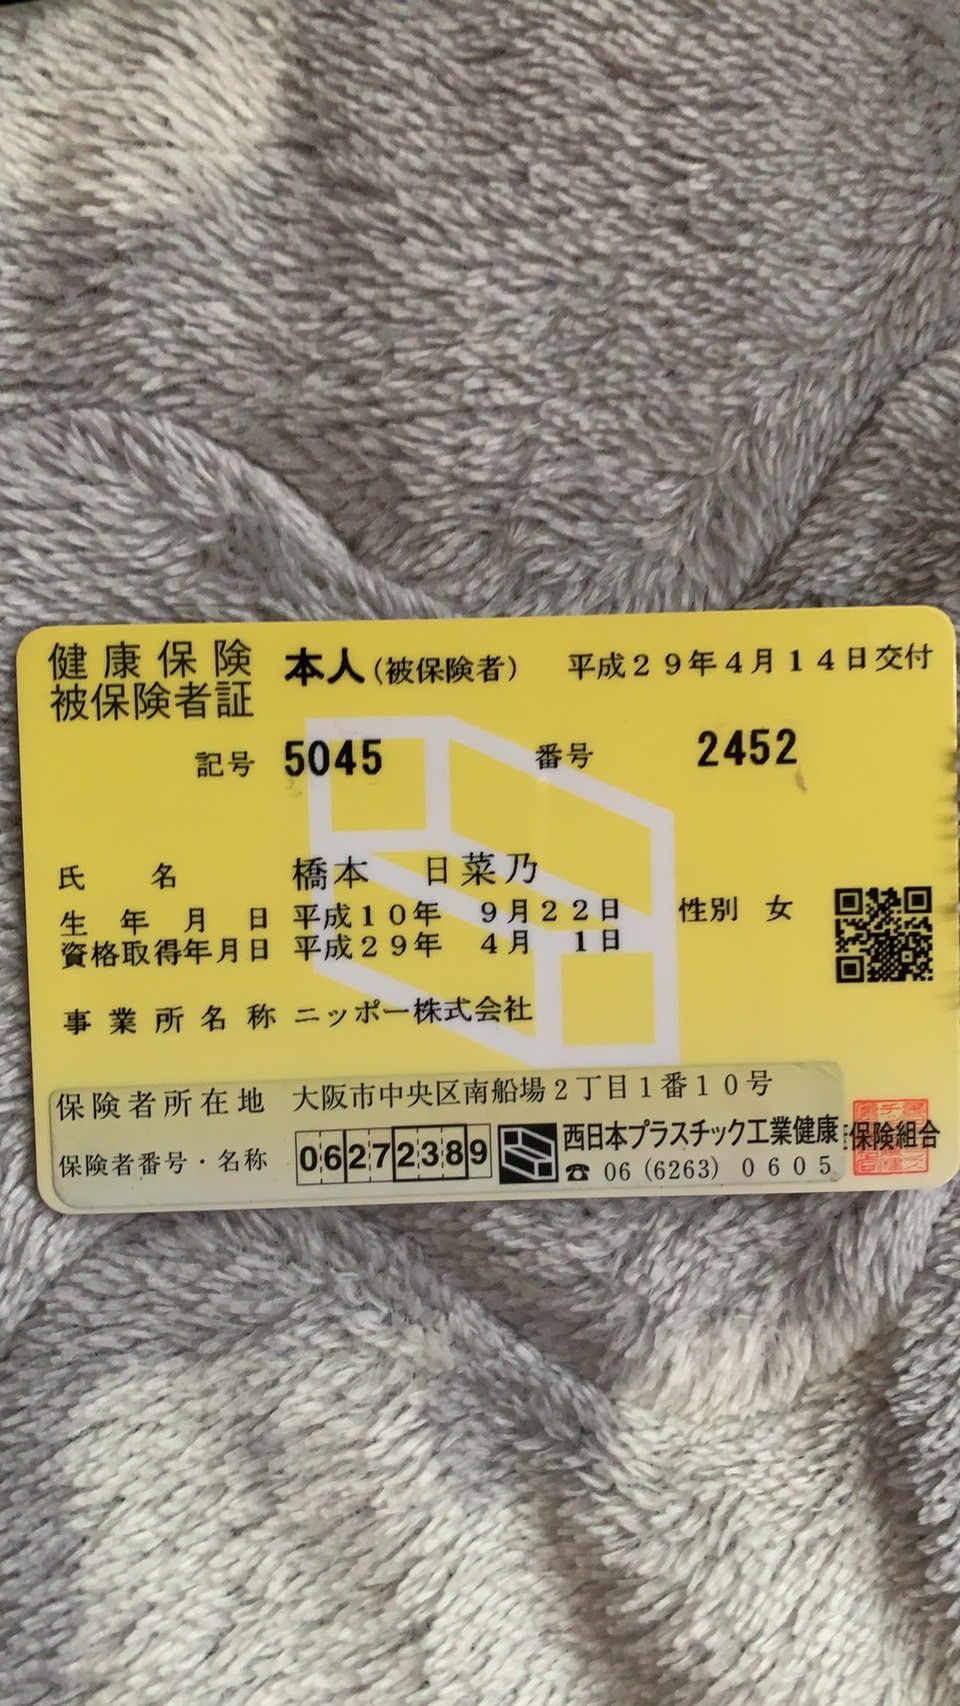 健康保険
被保険者証
本人(被保険者) 平成29年4月14日交付
記号 5045 番号 2452
氏名 橋本 日菜乃
生年月日 平成10年 9月22日 性別 女
資格取得年月日 平成29年 4月 1日
事業所名称 ニッポー株式会社
保険者所在地 大阪市中央区南船場2丁目1番10号
保険者番号・名称 06272389 西日本プラスチック工業健康保険組合
☎ 06 (6263) 0605